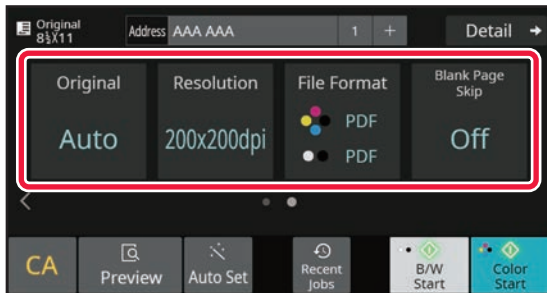 Original
8½X11
Address AAA AAA 1 + Detail
Original
Auto
Resolution
200x200dpi
File Format
PDF
PDF
Blank Page
Skip
Off
CA
Preview
Auto Set
Recent
Jobs
B/W
Start
Color
Start